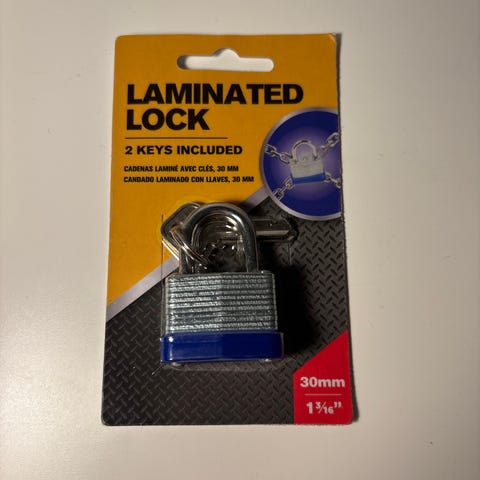 LAMINATED
LOCK
2 KEYS INCLUDED
CADENAS LAMINÉ AVEC CLÉS, 30 MM
CANDADO LAMINADO CON LLAVES, 30 MM
30mm
1 3/16”